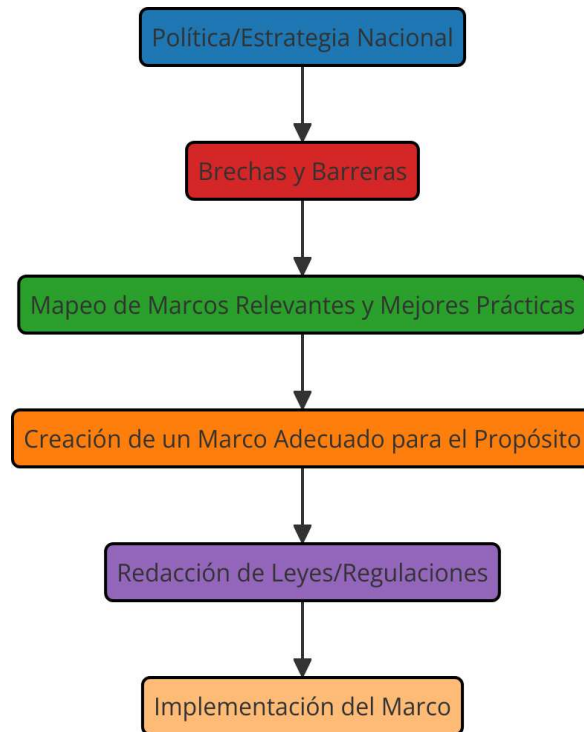 Política/Estrategia Nacional
Brechas y Barreras
Mapeo de Marcos Relevantes y Mejores Prácticas
Creación de un Marco Adecuado para el Propósito
Redacción de Leyes/Regulaciones
Implementación del Marco